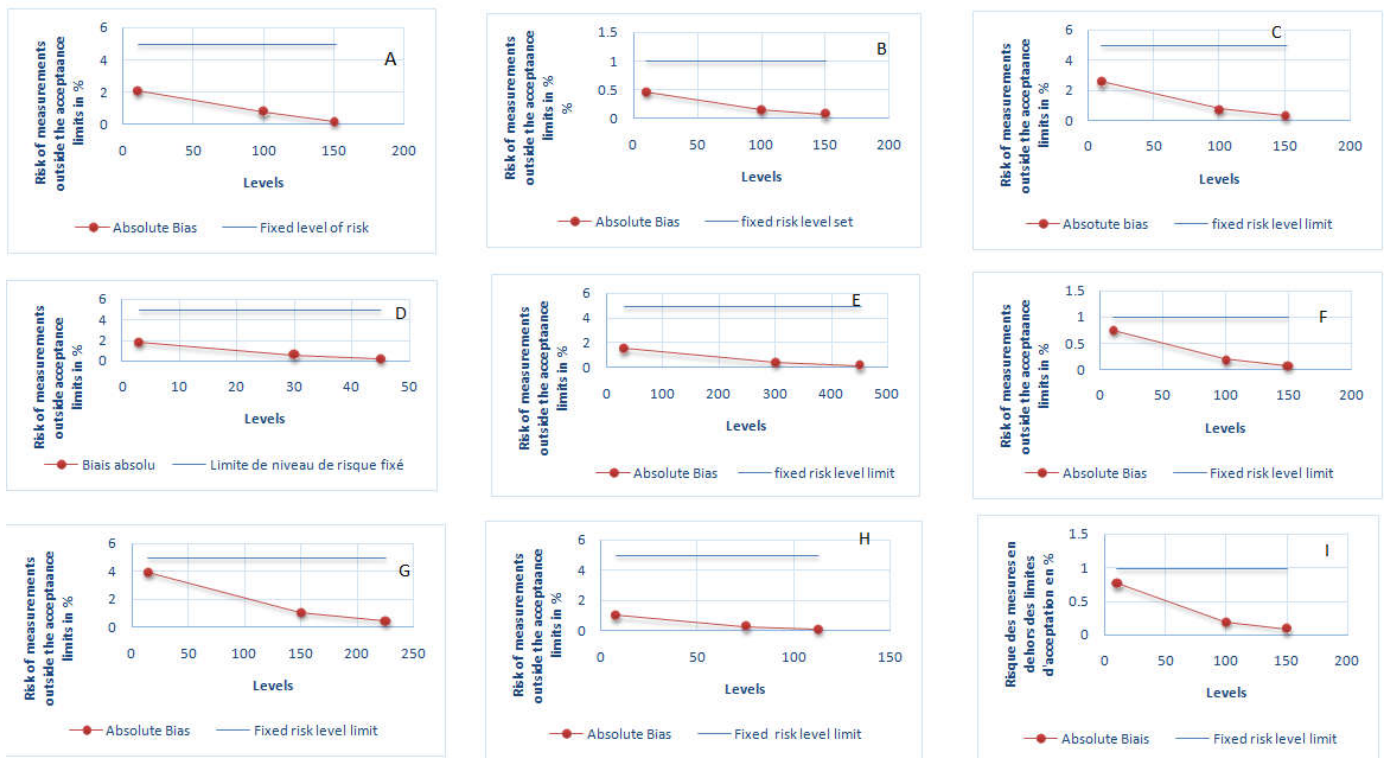 Risk of measurements
outside the acceptaance
limits in %
6
4
2
0
A
0 50 100 150 200
Levels
Absolute Bias Fixed level of risk
Risk of measurements
outside the acceptaance
limits in %
%
1.5
1
0.5
0
B
0 50 100 150 200
Levels
Absolute Bias fixed risk level set
Risk of measurements
outside the acceptaance
limits in %
6
4
2
0
C
0 50 100 150 200
Levels
Absotute bias fixed risk level limit
Risk of measurements
outside acceptance
limits in %
6
4
2
0
D
0 10 20 30 40 50
Levels
Biais absolu Limite de niveau de risque fixé
Risk of measurements
outside the acceptaance
limits in %
6
4
2
0
E
0 100 200 300 400 500
Levels
Absolute Bias fixed risk level limit
Risk of measurements
outside the acceptaance
limits in %
1.5
1
0.5
0
F
0 50 100 150 200
Levels
Absolute Bias Fixed risk level limit
Risk of measurements
outside the acceptaance
limits in %
6
4
2
0
G
0 50 100 150 200 250
Levels
Absolute Bias Fixed risk level limit
Risk of measurements
outside the acceptaance
limits in %
6
4
2
0
H
0 50 100 150
Levels
Absolute Bias Fixed risk level limit
Risque des mesures en
dehors des limites
d'acceptation en %
1.5
1
0.5
0
I
0 50 100 150 200
Levels
Absolute Biais Fixed risk level limit